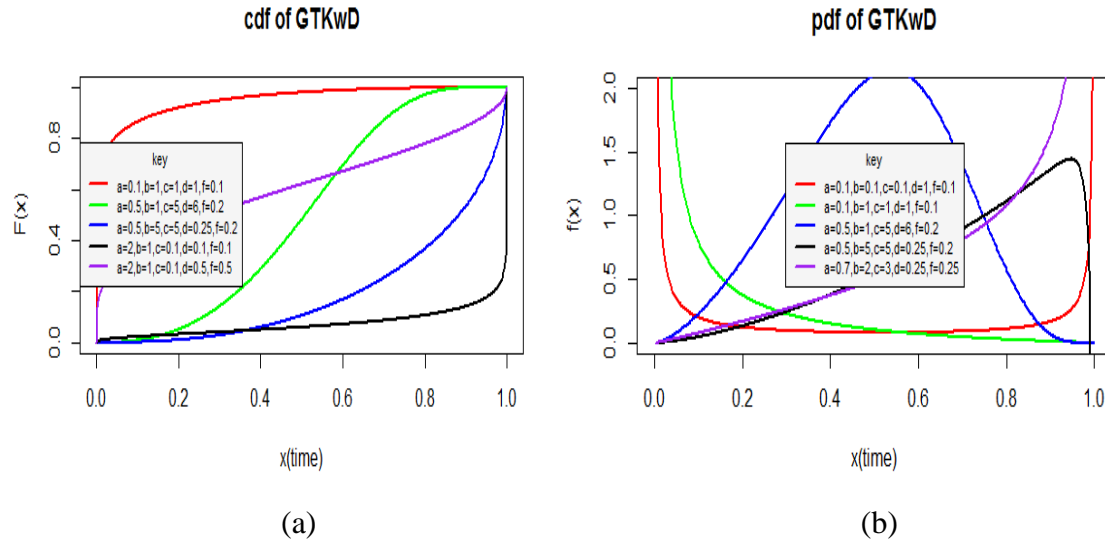 cdf of GTKwD
F(x)
0.0
0.4
0.8
key
a=0.1,b=1,c=1,d=1,f=0.1
a=0.5,b=1,c=5,d=6,f=0.2
a=0.5,b=5,c=5,d=0.25,f=0.2
a=2,b=1,c=0.1,d=0.1,f=0.1
a=2,b=1,c=0.1,d=0.5,f=0.5
0.0 0.2 0.4 0.6 0.8 1.0
x(time)
(a)
pdf of GTKwD
f(x)
0.0
0.5
1.0
1.5
2.0
key
a=0.1,b=0.1,c=0.1,d=1,f=0.1
a=0.1,b=1,c=1,d=1,f=0.1
a=0.5,b=1,c=5,d=6,f=0.2
a=0.5,b=5,c=5,d=0.25,f=0.2
a=0.7,b=2,c=3,d=0.25,f=0.25
0.0 0.2 0.4 0.6 0.8 1.0
x(time)
(b)